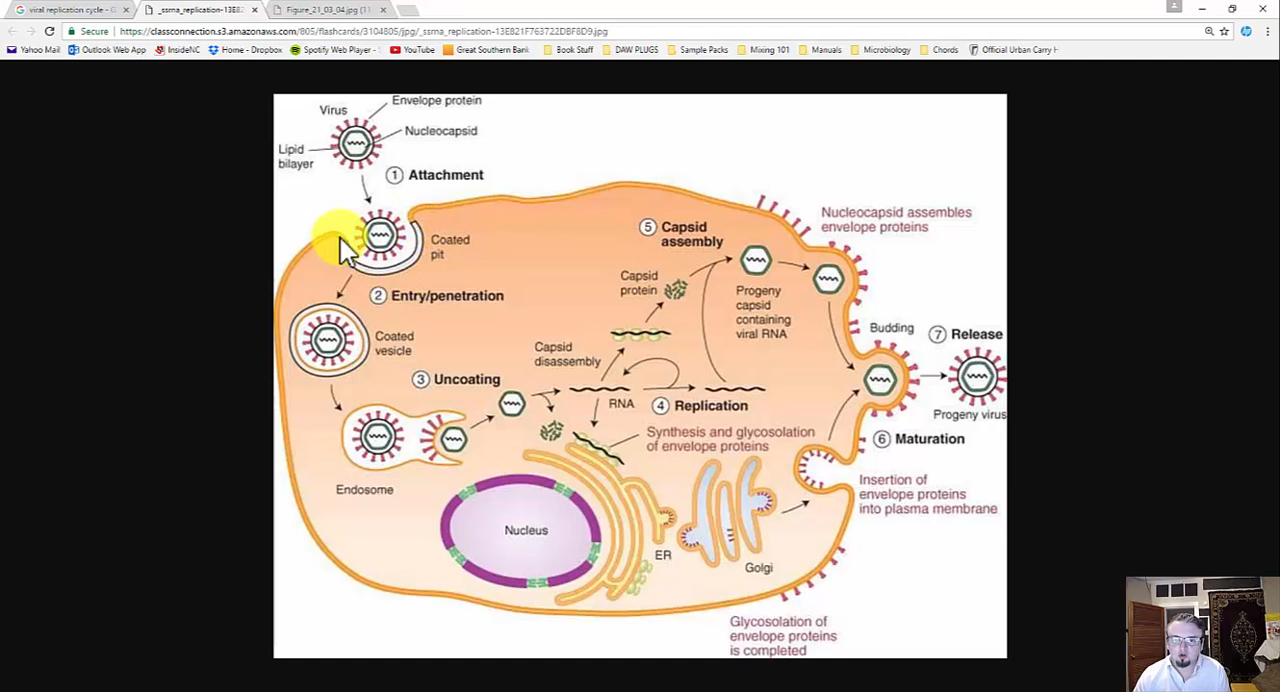 viral replication cycle - G
_ssrna_replication-13E82
Figure_21_03_04.jpg (11
Secure
https://classconnection.s3.amazonaws.com/805/flashcards/3104805/jpg/_ssrna_replication-13E821F763722DBF8D9.jpg
Yahoo Mail
Outlook Web App
InsideNC
Home - Dropbox
Spotify Web Player -
YouTube
Great Southern Bank
Book Stuff
DAW PLUGS
Sample Packs
Mixing 101
Manuals
Microbiology
Chords
Official Urban Carry H
Virus
Envelope protein
Nucleocapsid
Lipid
bilayer
1 Attachment
Coated
pit
2 Entry/penetration
Coated
vesicle
3 Uncoating
Endosome
Capsid
disassembly
RNA
4 Replication
Capsid
protein
5 Capsid
assembly
Progeny
capsid
containing
viral RNA
Nucleocapsid assembles
envelope proteins
Budding
7 Release
Progeny virus
6 Maturation
Synthesis and glycosolation
of envelope proteins
Insertion of
envelope proteins
into plasma membrane
Nucleus
ER
Golgi
Glycosolation of
envelope proteins
is completed